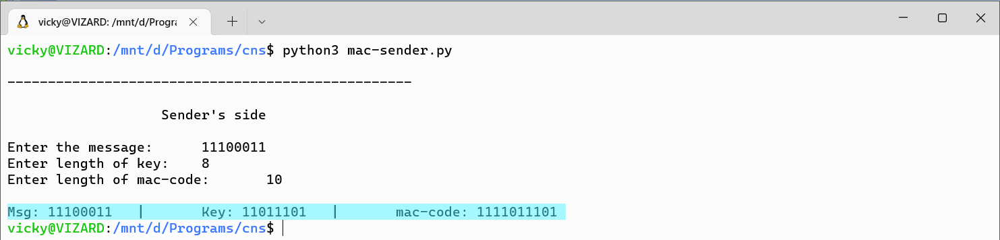 vicky@VIZARD: /mnt/d/Progra
vicky@VIZARD:/mnt/d/Programs/cns$ python3 mac-sender.py
--------------------------------------------------
Sender's side
Enter the message: 11100011
Enter length of key: 8
Enter length of mac-code: 10
Msg: 11100011 | Key: 11011101 | mac-code: 1111011101
vicky@VIZARD:/mnt/d/Programs/cns$